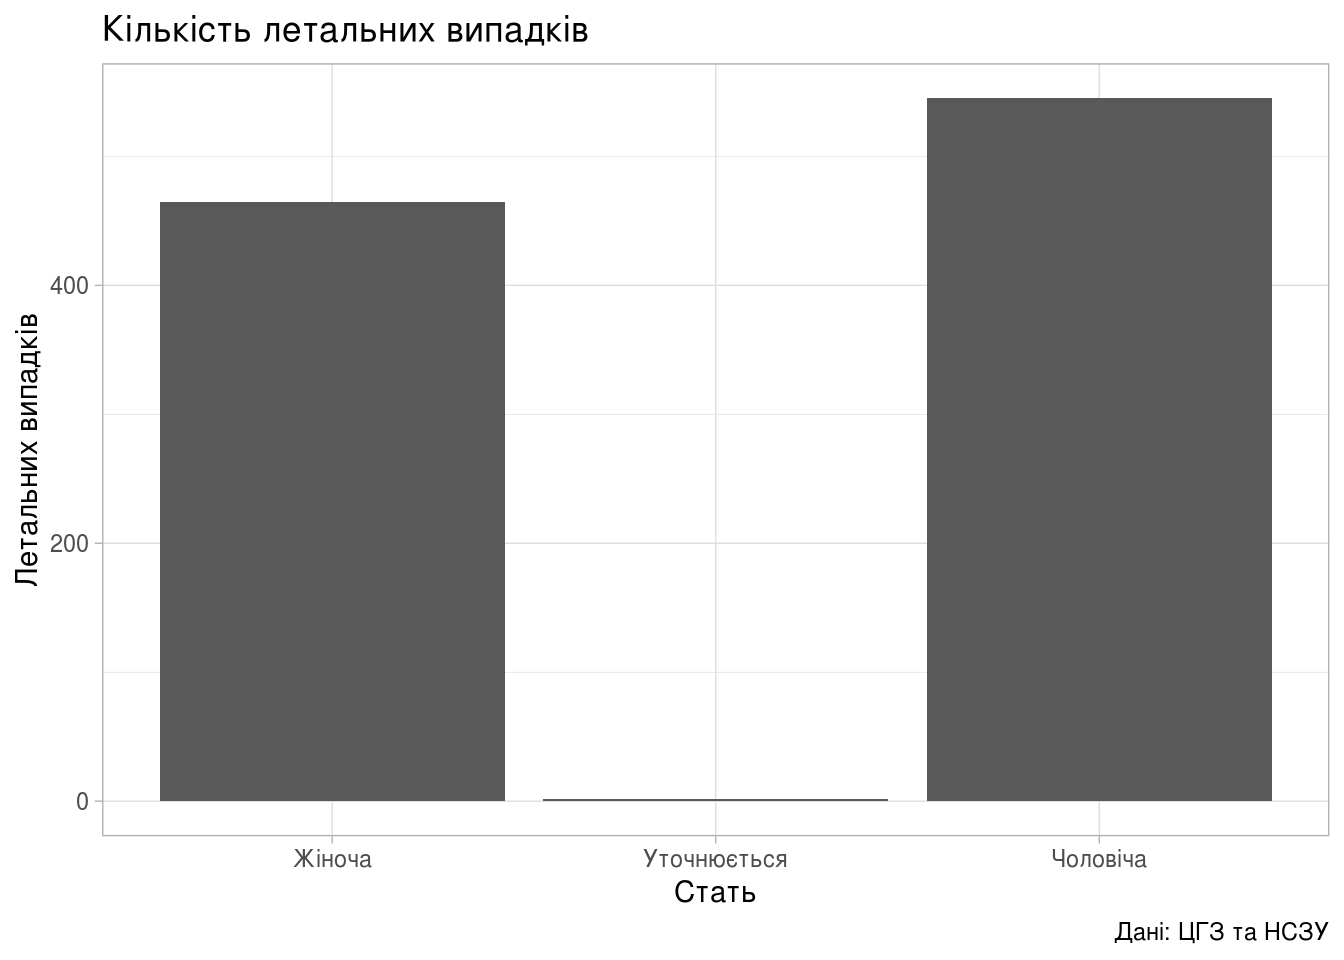 Кількість летальних випадків
Летальних випадків
400
200
0
Жіноча
Уточнюється
Чоловіча
Стать
Дані: ЦГЗ та НСЗУ